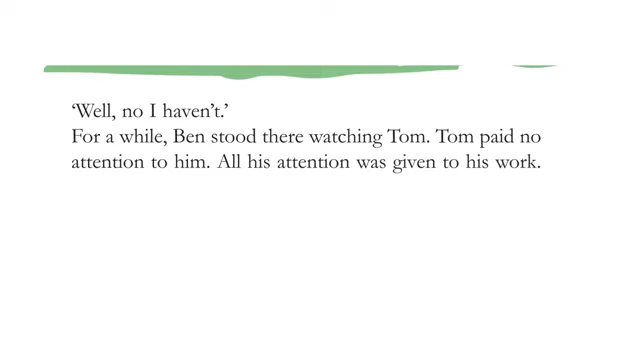 ‘Well, no I haven’t.’
For a while, Ben stood there watching Tom. Tom paid no
attention to him. All his attention was given to his work.